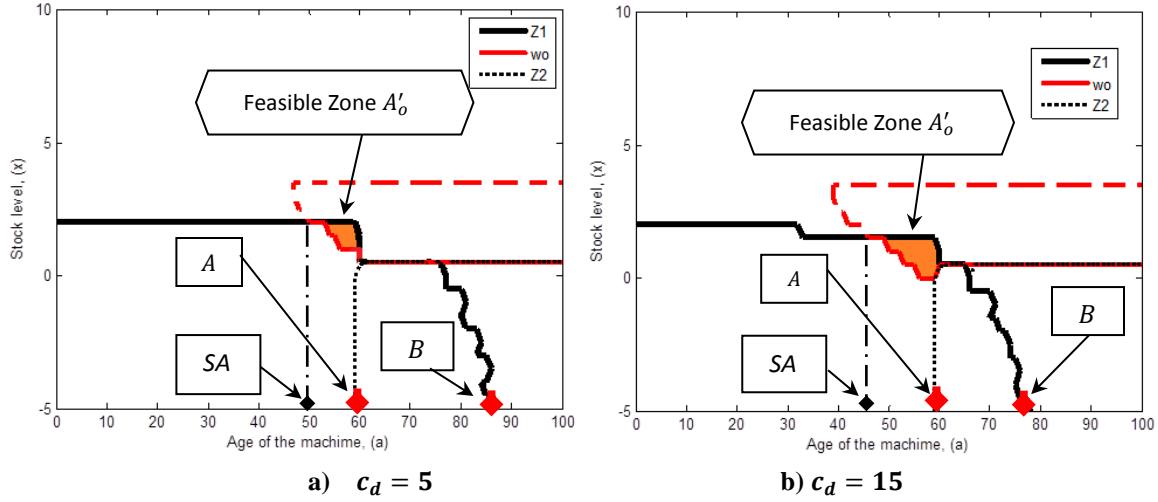 10
5
0
-5
Stock level, (x)
Z1
wo
Z2
Feasible Zone A′ₒ
A
SA
B
0 10 20 30 40 50 60 70 80 90 100
Age of the machime, (a)
a) c_d = 5
10
5
0
-5
Stock level, (x)
Z1
wo
Z2
Feasible Zone A′ₒ
A
SA
B
0 10 20 30 40 50 60 70 80 90 100
Age of the machime, (a)
b) c_d = 15